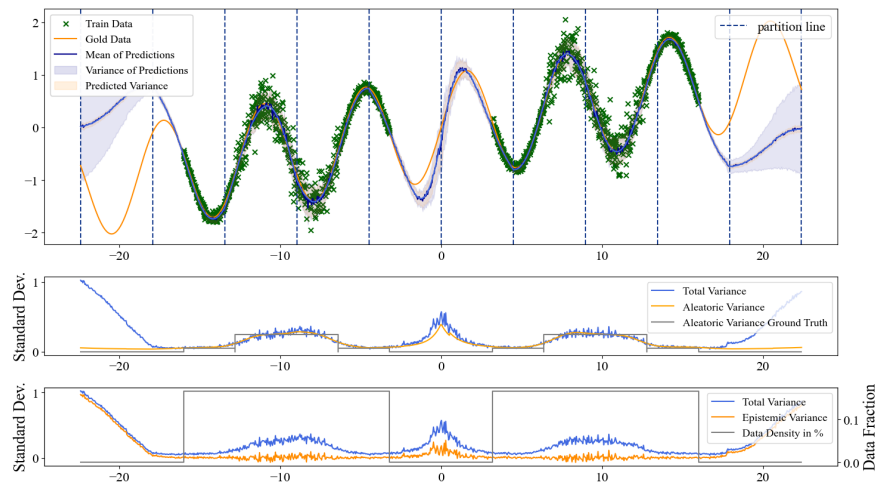 2
1
0
−1
−2
Train Data
Gold Data
Mean of Predictions
Variance of Predictions
Predicted Variance
partition line
−20
−10
0
10
20
Standard Dev.
1
0
Total Variance
Aleatoric Variance
Aleatoric Variance Ground Truth
−20
−10
0
10
20
Standard Dev.
1
0
Total Variance
Epistemic Variance
Data Density in %
0.1
0.0
Data Fraction
−20
−10
0
10
20